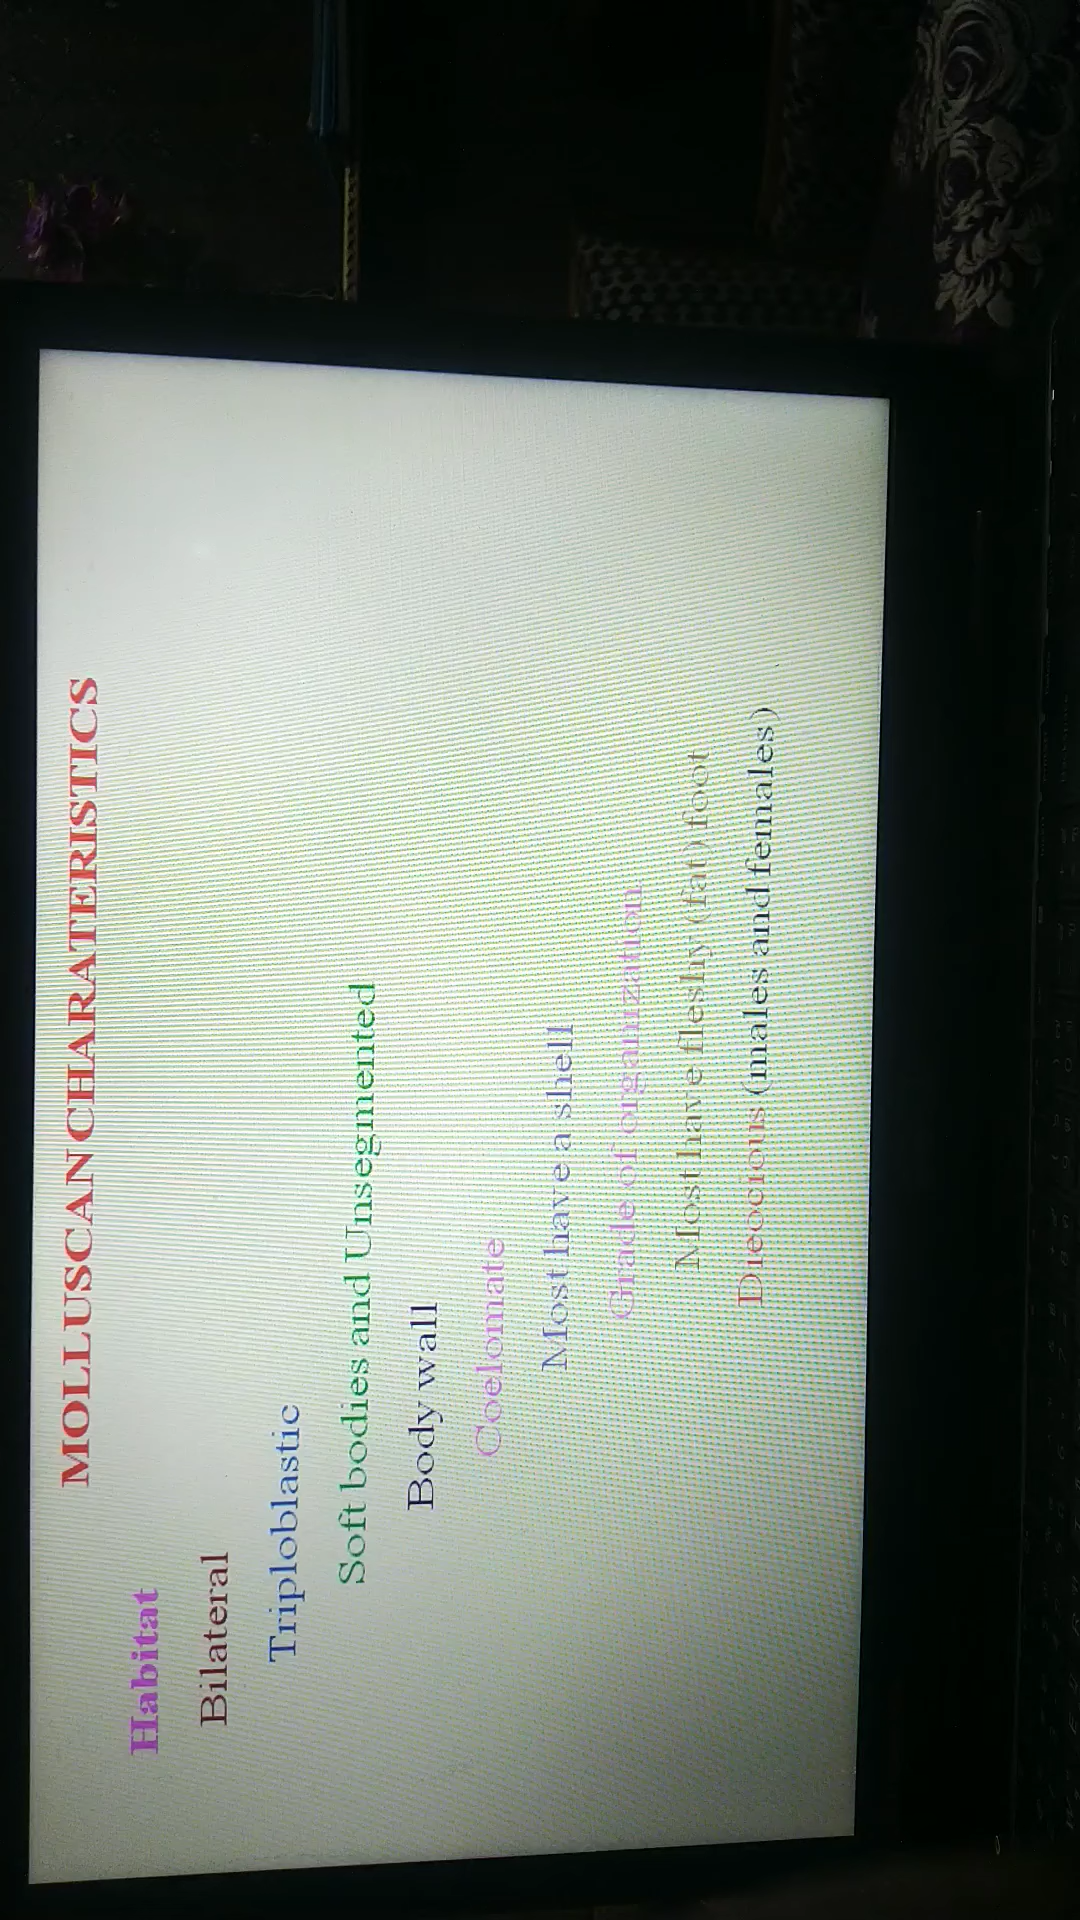 MOLLUSCAN CHARATERISTICS
Habitat
Bilateral
Triploblastic
Soft bodies and Unsegmented
Body wall
Coelomate
Most have a shell
Grade of organization.
Most have fleshy (fat) foot
Dieocious (males and females)